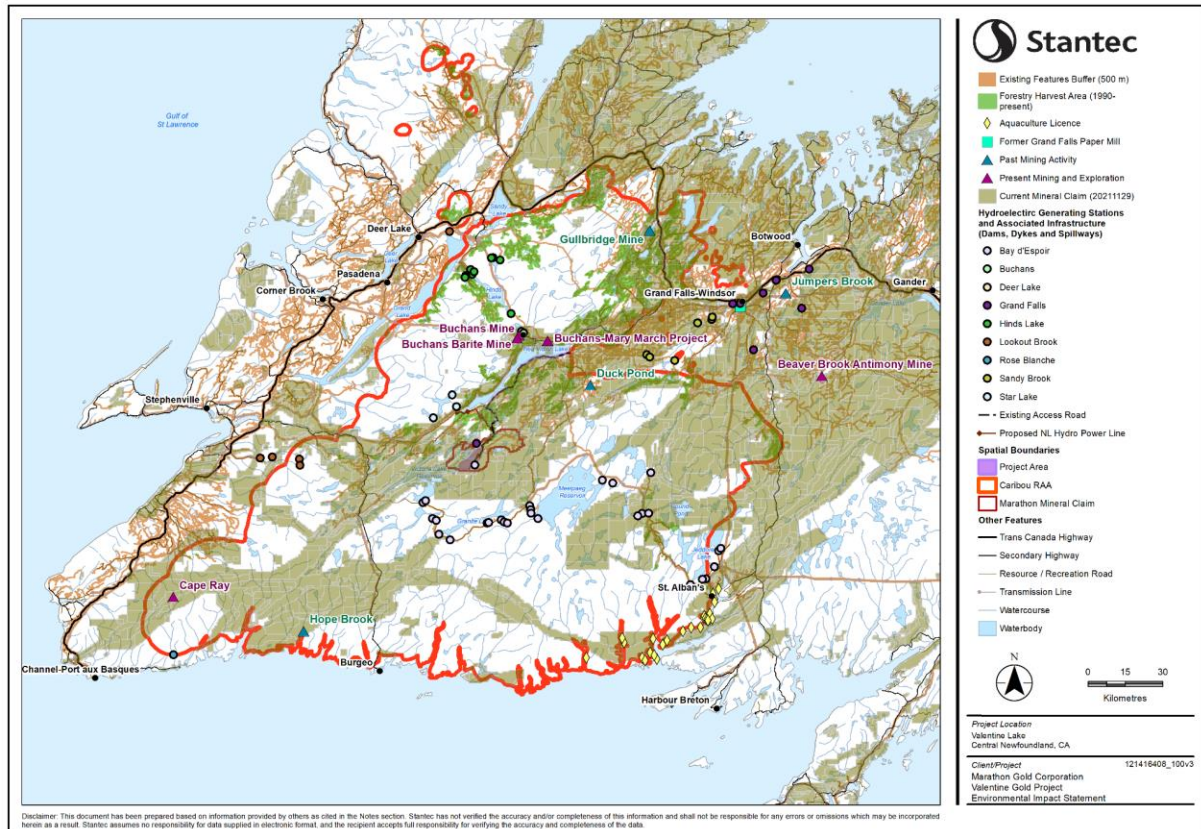 Gulf of
St Lawrence
Sandy
Lake
Deer Lake
Gullbridge Mine
Botwood
Pasadena
Jumpers Brook
Gander
Grand Falls-Windsor
Corner Brook
Grand
Lake
Hinds
Lake
Buchans Mine
Buchans-Mary March Project
Buchans Barite Mine
Beaver Brook Antimony Mine
Duck Pond
Stephenville
Meelpaeg
Reservoir
St. Alban's
Cape Ray
Hope Brook
Burgeo
Channel-Port aux Basques
Harbour Breton
Stantec
Existing Features Buffer (500 m)
Forestry Harvest Area (1990-
present)
Aquaculture Licence
Former Grand Falls Paper Mill
Past Mining Activity
Present Mining and Exploration
Current Mineral Claim (20211129)
Hydroelectirc Generating Stations
and Associated Infrastructure
(Dams, Dykes and Spillways)
Bay d'Espoir
Buchans
Deer Lake
Grand Falls
Hinds Lake
Lookout Brook
Rose Blanche
Sandy Brook
Star Lake
Existing Access Road
Proposed NL Hydro Power Line
Spatial Boundaries
Project Area
Caribou RAA
Marathon Mineral Claim
Other Features
Trans Canada Highway
Secondary Highway
Resource / Recreation Road
Transmission Line
Watercourse
Waterbody
N
0 15 30
Kilometres
Project Location
Valentine Lake
Central Newfoundland, CA
Client/Project 121416408_100v3
Marathon Gold Corporation
Valentine Gold Project
Environmental Impact Statement
Disclaimer: This document has been prepared based on information provided by others as cited in the Notes section. Stantec has not verified the accuracy and/or completeness of this information and shall not be responsible for any errors or omissions which may be incorporated
herein as a result. Stantec assumes no responsibility for data supplied in electronic format, and the recipient accepts full responsibility for verifying the accuracy and completeness of the data.